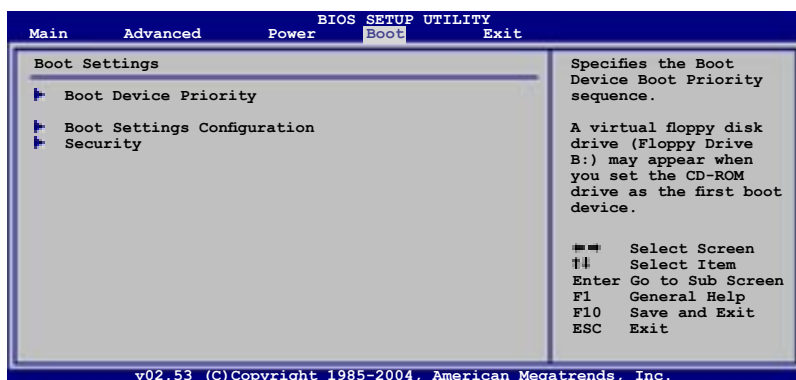 BIOS SETUP UTILITY
Main Advanced Power Boot Exit
Boot Settings
Boot Device Priority
Boot Settings Configuration
Security
Specifies the Boot
Device Boot Priority
sequence.
A virtual floppy disk
drive (Floppy Drive
B:) may appear when
you set the CD-ROM
drive as the first boot
device.
Select Screen
↑↓ Select Item
Enter Go to Sub Screen
F1 General Help
F10 Save and Exit
ESC Exit
v02.53 (C)Copyright 1985-2004, American Megatrends, Inc.